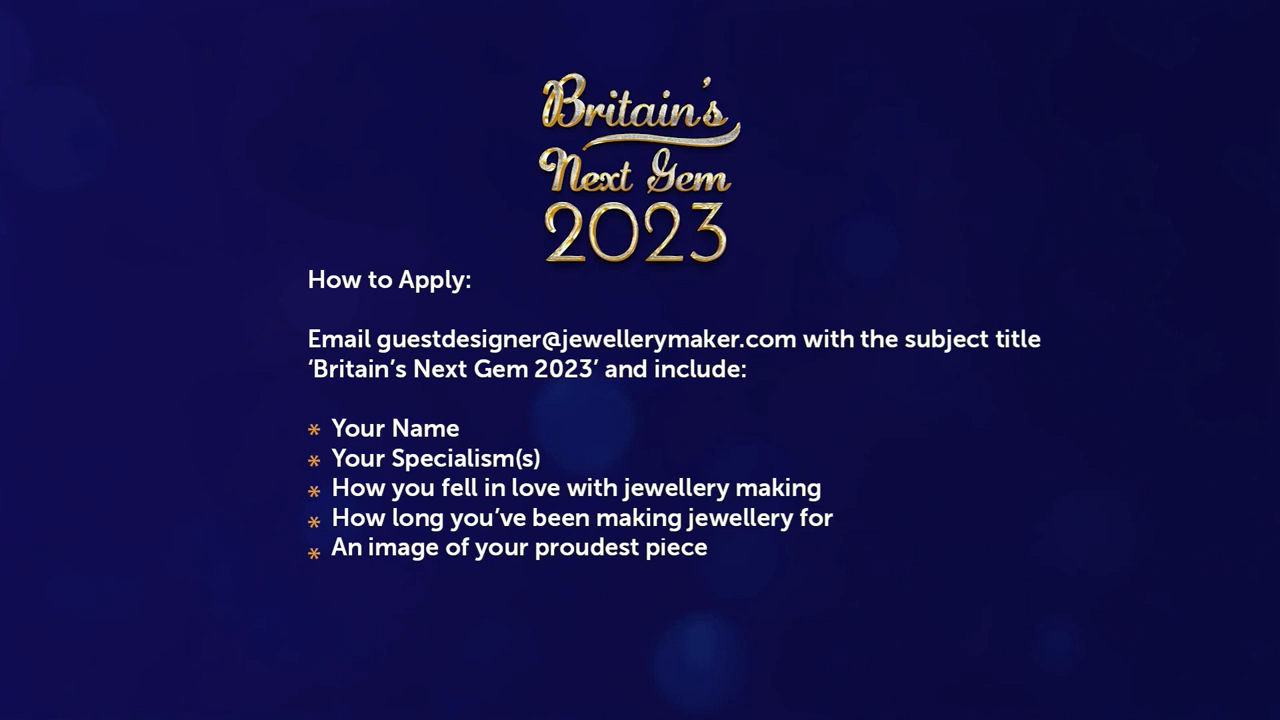 Britain's
Next Gem
2023
How to Apply:
Email guestdesigner@jewellerymaker.com with the subject title
‘Britain’s Next Gem 2023’ and include:
* Your Name
* Your Specialism(s)
* How you fell in love with jewellery making
* How long you’ve been making jewellery for
* An image of your proudest piece